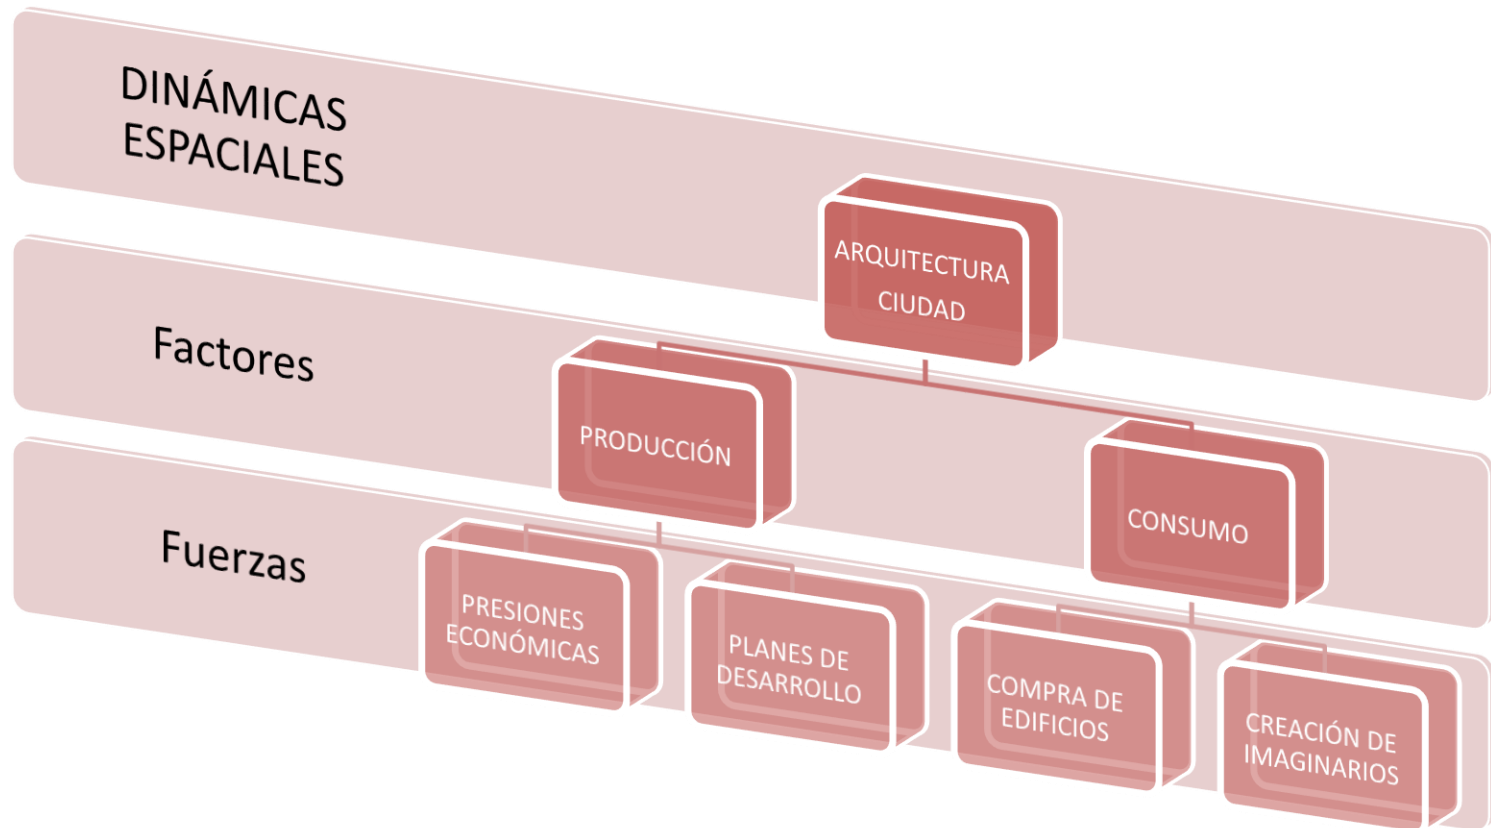 DINÁMICAS
ESPACIALES
ARQUITECTURA
CIUDAD
Factores
PRODUCCIÓN
CONSUMO
Fuerzas
PRESIONES
ECONÓMICAS
PLANES DE
DESARROLLO
COMPRA DE
EDIFICIOS
CREACIÓN DE
IMAGINARIOS